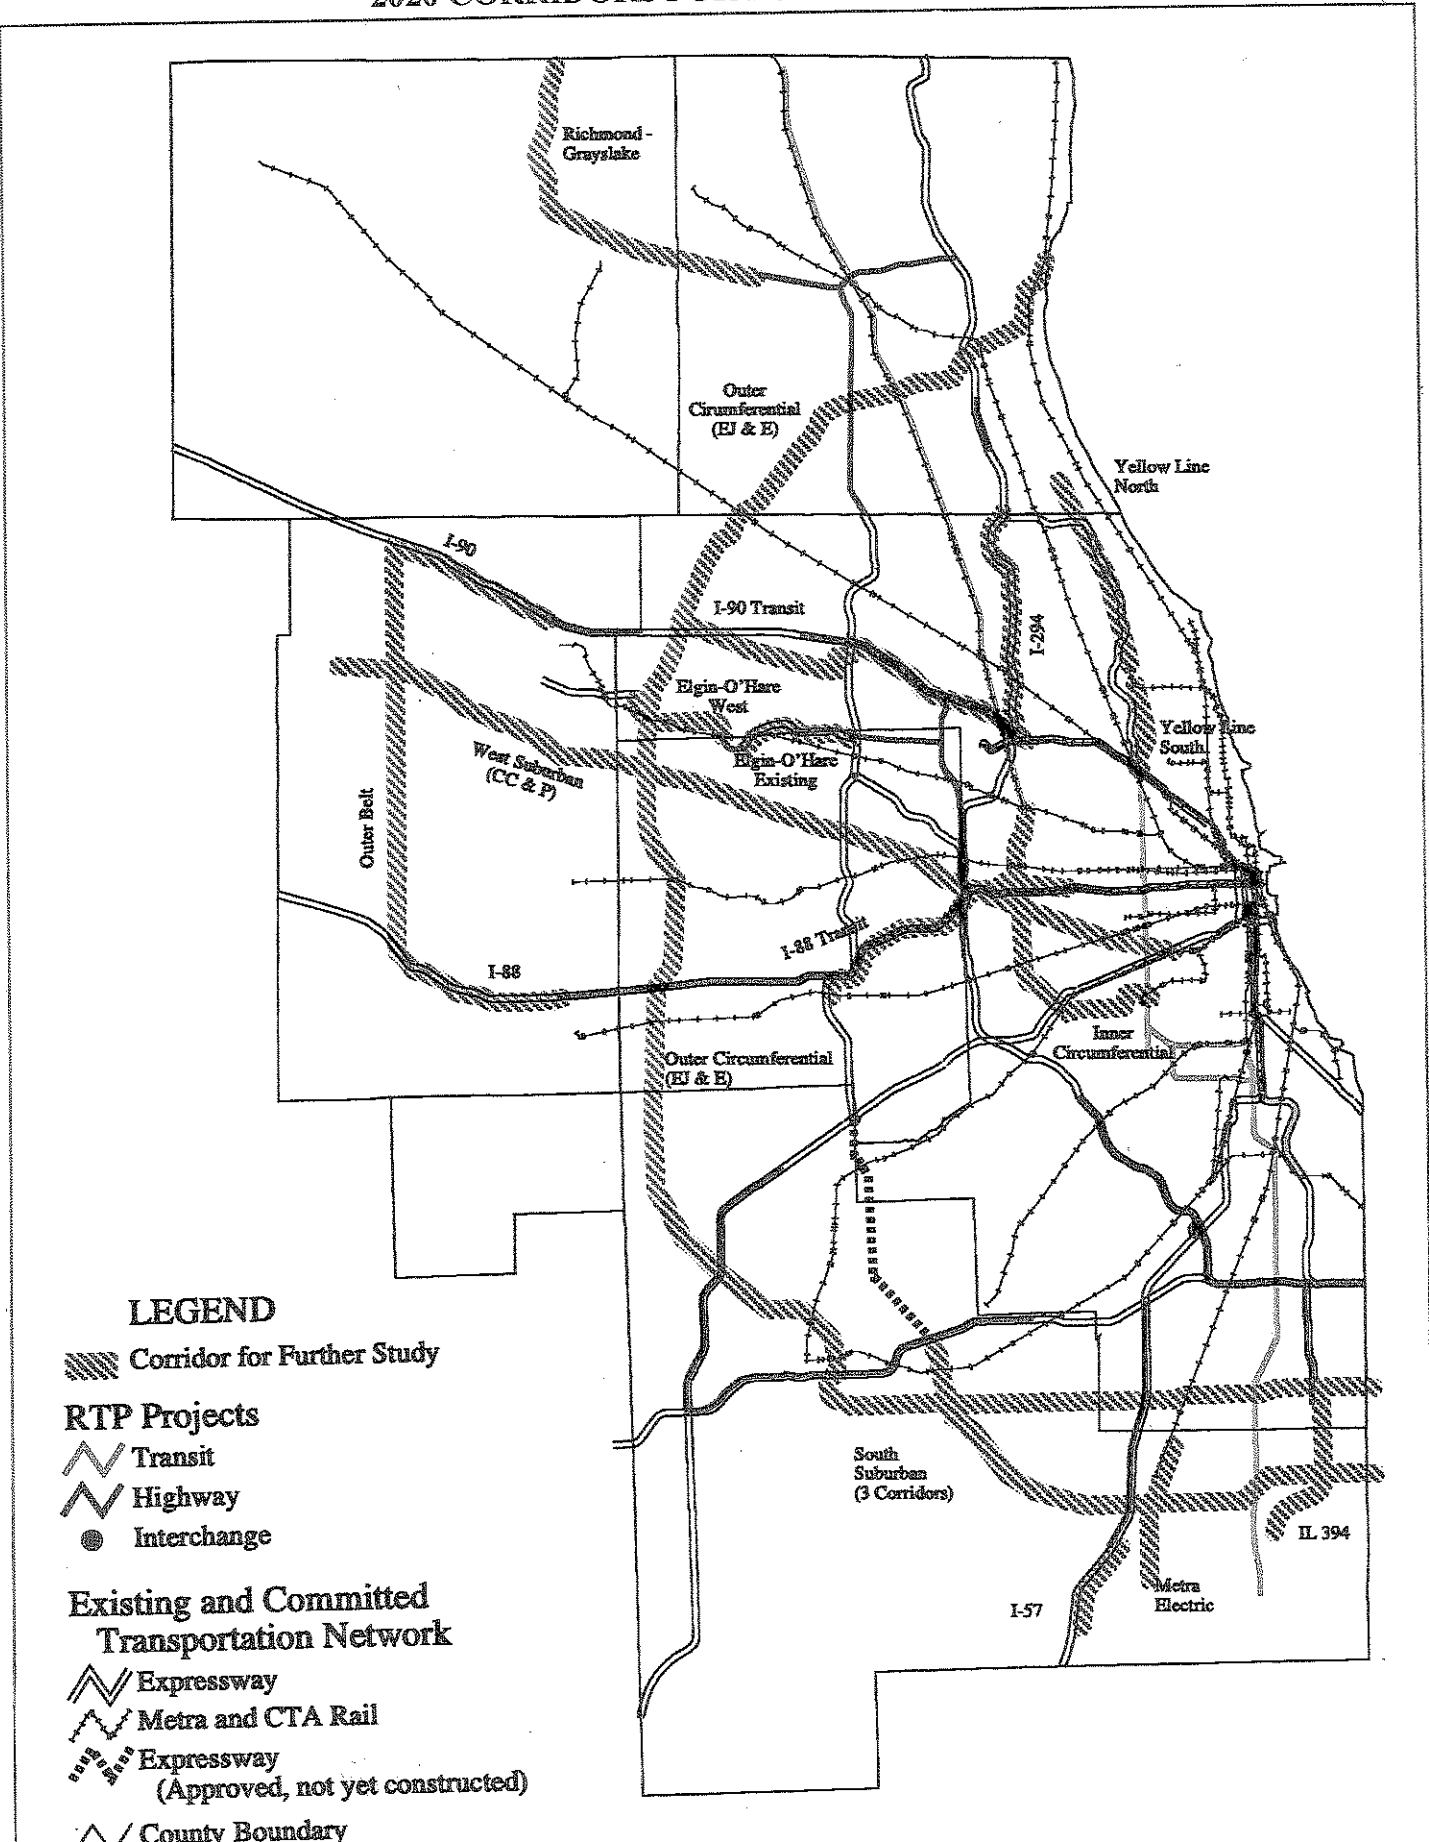 2020 CORRIDORS
Richmond -
Grayslake
Outer
Cirumferential
(EJ & E)
Yellow Line
North
I-90
I-90 Transit
I-294
Elgin-O'Hare
West
Yellow Line
South
West Suburban
(CC & P)
Elgin-O'Hare
Existing
Outer Belt
I-88 Transit
I-88
Inner
Circumferential
Outer Circumferential
(EJ & E)
LEGEND
Corridor for Further Study
RTP Projects
Transit
Highway
Interchange
South
Suburban
(3 Corridors)
IL 394
Metra
Electric
I-57
Existing and Committed
Transportation Network
Expressway
Metra and CTA Rail
Expressway
(Approved, not yet constructed)
County Boundary